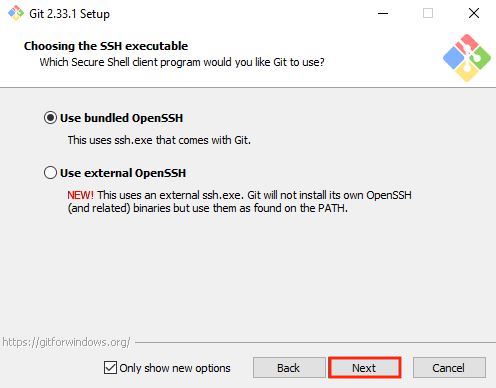 Git 2.33.1 Setup
Choosing the SSH executable
Which Secure Shell client program would you like Git to use?
Use bundled OpenSSH
This uses ssh.exe that comes with Git.
Use external OpenSSH
NEW! This uses an external ssh.exe. Git will not install its own OpenSSH
(and related) binaries but use them as found on the PATH.
https://gitforwindows.org/
Only show new options
Back
Next
Cancel